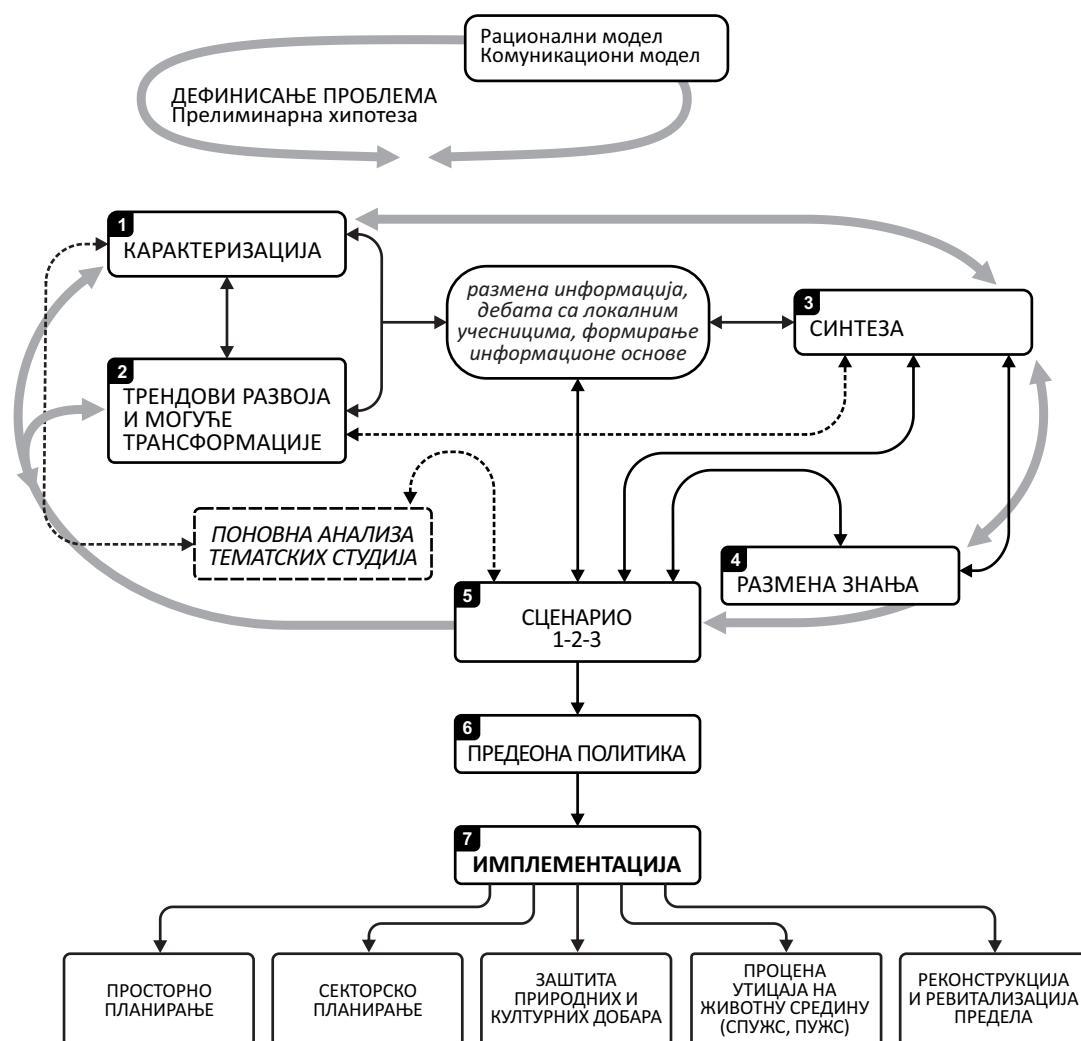 Рационални модел
Комуникациони модел
ДЕФИНИСАЊЕ ПРОБЛЕМА
Прелиминарна хипотеза
1
КАРАКТЕРИЗАЦИЈА
2
ТРЕНДОВИ РАЗВОЈА
И МОГУЋЕ
ТРАНСФОРМАЦИЈЕ
размена информација,
дебата са локалним
учесницима, формирање
информационе основе
3
СИНТЕЗА
ПОНОВНА АНАЛИЗА
ТЕМАТСКИХ СТУДИЈА
4
РАЗМЕНА ЗНАЊА
5
СЦЕНАРИО
1-2-3
6
ПРЕДЕОНА ПОЛИТИКА
7
ИМПЛЕМЕНТАЦИЈА
ПРОСТОРНО
ПЛАНИРАЊЕ
СЕКТОРСКО
ПЛАНИРАЊЕ
ЗАШТИТА
ПРИРОДНИХ И
КУЛТУРНИХ ДОБАРА
ПРОЦЕНА
УТИЦАЈА НА
ЖИВОТНУ СРЕДИНУ
(СПУЖС, ПУЖС)
РЕКОНСТРУКЦИЈА
И РЕВИТАЛИЗАЦИЈА
ПРЕДЕЛА